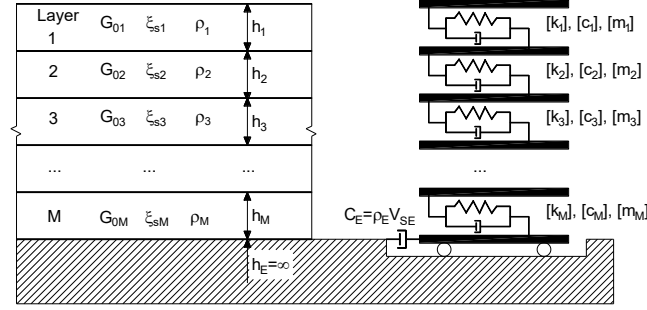 Layer 1 G₀₁ ξₛ₁ ρ₁ h₁
2 G₀₂ ξₛ₂ ρ₂ h₂
3 G₀₃ ξₛ₃ ρ₃ h₃
... ... ...
M G₀M ξsM ρM hM
hE=∞
[k₁], [c₁], [m₁]
[k₂], [c₂], [m₂]
[k₃], [c₃], [m₃]
...
[kM], [cM], [mM]
CE=ρEVSE